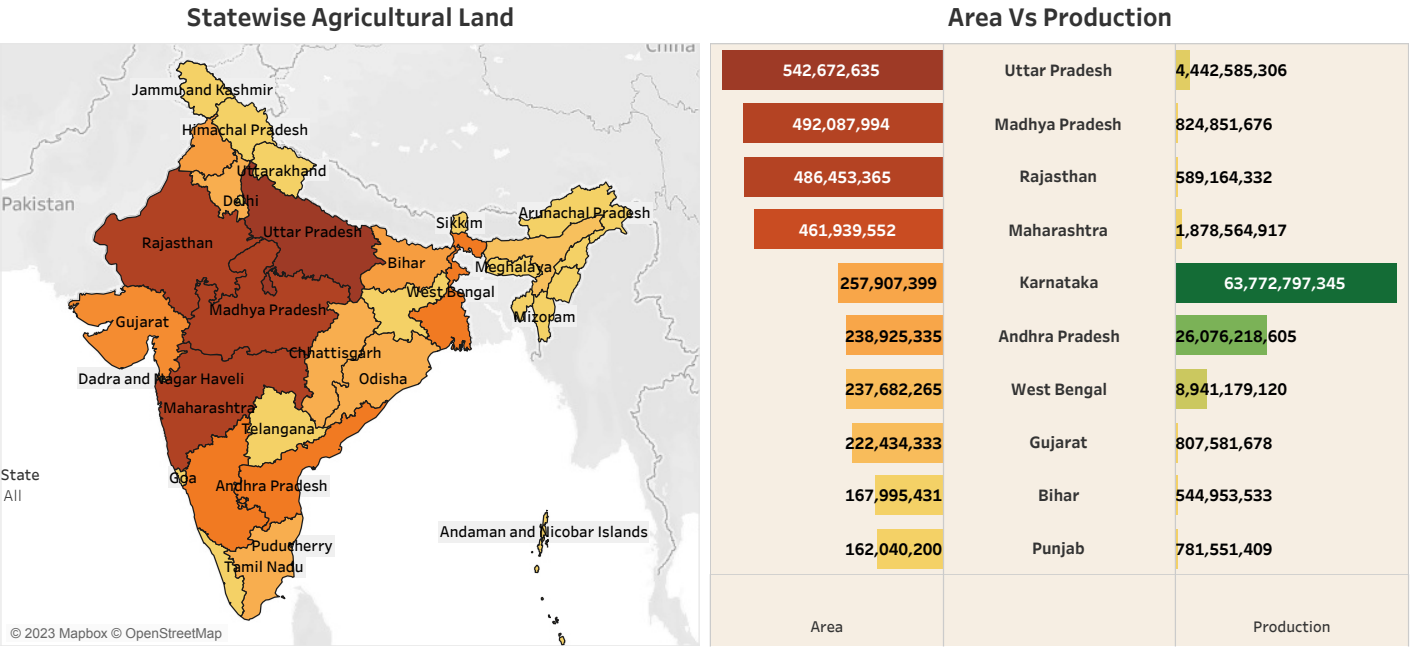 Statewise Agricultural Land
China
Jammu and Kashmir
Himachal Pradesh
Uttarakhand
Delhi
Pakistan
Rajasthan
Uttar Pradesh
Sikkim
Arunachal Pradesh
Bihar
Meghalaya
West Bengal
Madhya Pradesh
Gujarat
Mizoram
Chhattisgarh
Dadra and Nagar Haveli
Odisha
Maharashtra
Telangana
State
All
Goa
Andhra Pradesh
Andaman and Nicobar Islands
Puducherry
Tamil Nadu
© 2023 Mapbox © OpenStreetMap
Area Vs Production
542,672,635 Uttar Pradesh 4,442,585,306
492,087,994 Madhya Pradesh 824,851,676
486,453,365 Rajasthan 589,164,332
461,939,552 Maharashtra 1,878,564,917
257,907,399 Karnataka 63,772,797,345
238,925,335 Andhra Pradesh 26,076,218,605
237,682,265 West Bengal 8,941,179,120
222,434,333 Gujarat 807,581,678
167,995,431 Bihar 544,953,533
162,040,200 Punjab 781,551,409
Area Production